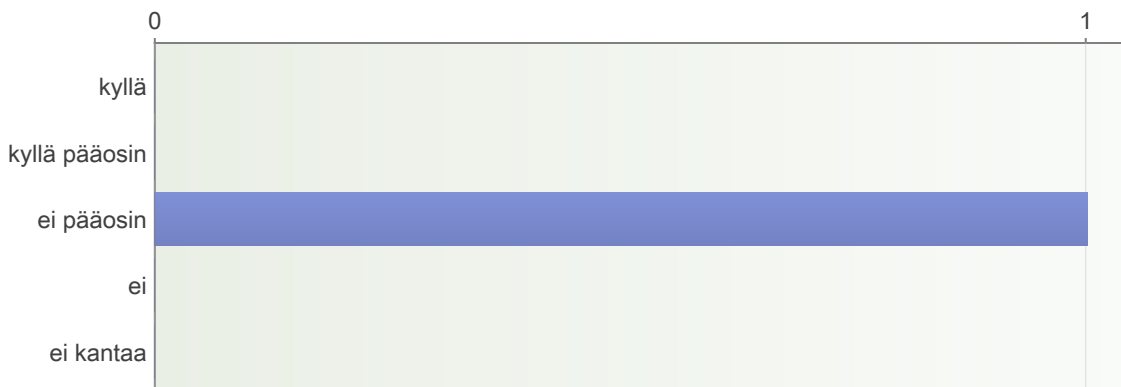 0 1
kyllä
kyllä pääosin
ei pääosin
ei
ei kantaa